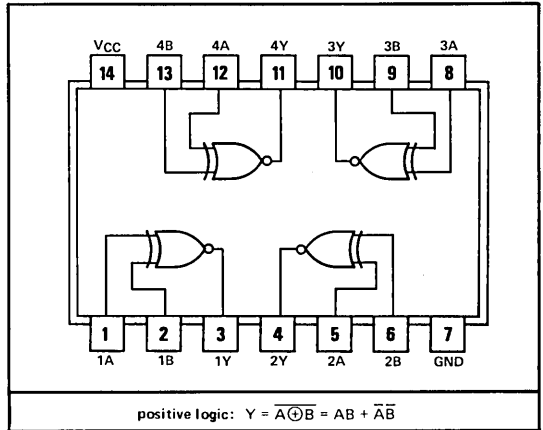 VCC 4B 4A 4Y 3Y 3B 3A
14 13 12 11 10 9 8
1 2 3 4 5 6 7
1A 1B 1Y 2Y 2A 2B GND
positive logic: Y = \overline{A⊕B} = AB + A̅B̅